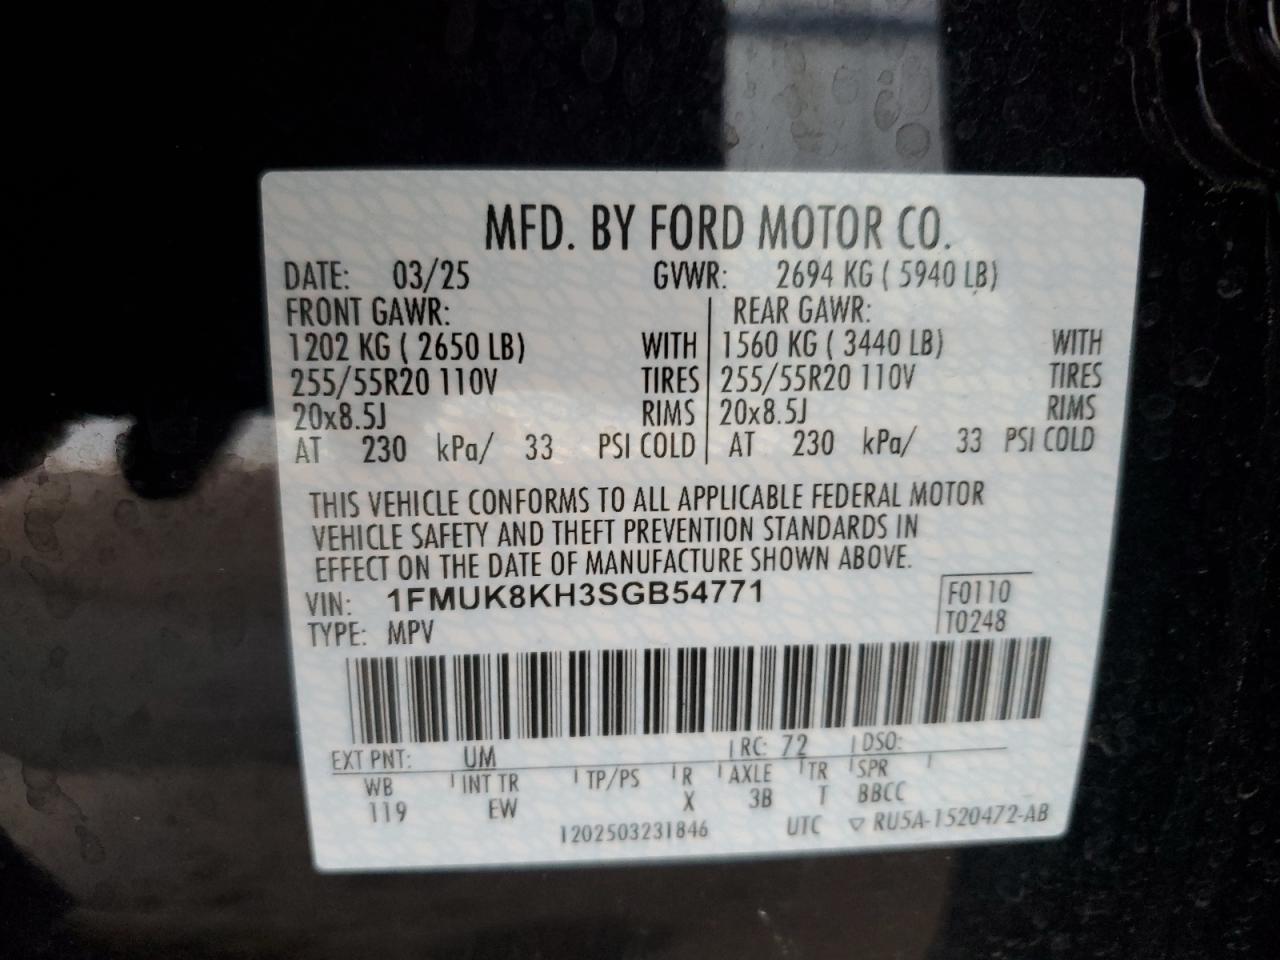 MFD. BY FORD MOTOR CO.
DATE: 03/25 GVWR: 2694 KG ( 5940 LB)
FRONT GAWR: REAR GAWR:
1202 KG ( 2650 LB) WITH 1560 KG ( 3440 LB) WITH
255/55R20 110V TIRES 255/55R20 110V TIRES
20x8.5J RIMS 20x8.5J RIMS
AT 230 kPa/ 33 PSI COLD AT 230 kPa/ 33 PSI COLD
THIS VEHICLE CONFORMS TO ALL APPLICABLE FEDERAL MOTOR
VEHICLE SAFETY AND THEFT PREVENTION STANDARDS IN
EFFECT ON THE DATE OF MANUFACTURE SHOWN ABOVE.
VIN: 1FMUK8KH3SGB54771 F0110
TYPE: MPV T0248
EXT PNT: UM RC: 72 DSO:
WB INT TR TP/PS R AXLE TR SPR
119 EW X 3B T BBCC
1202503231846 UTC ▽ RU5A-1520472-AB